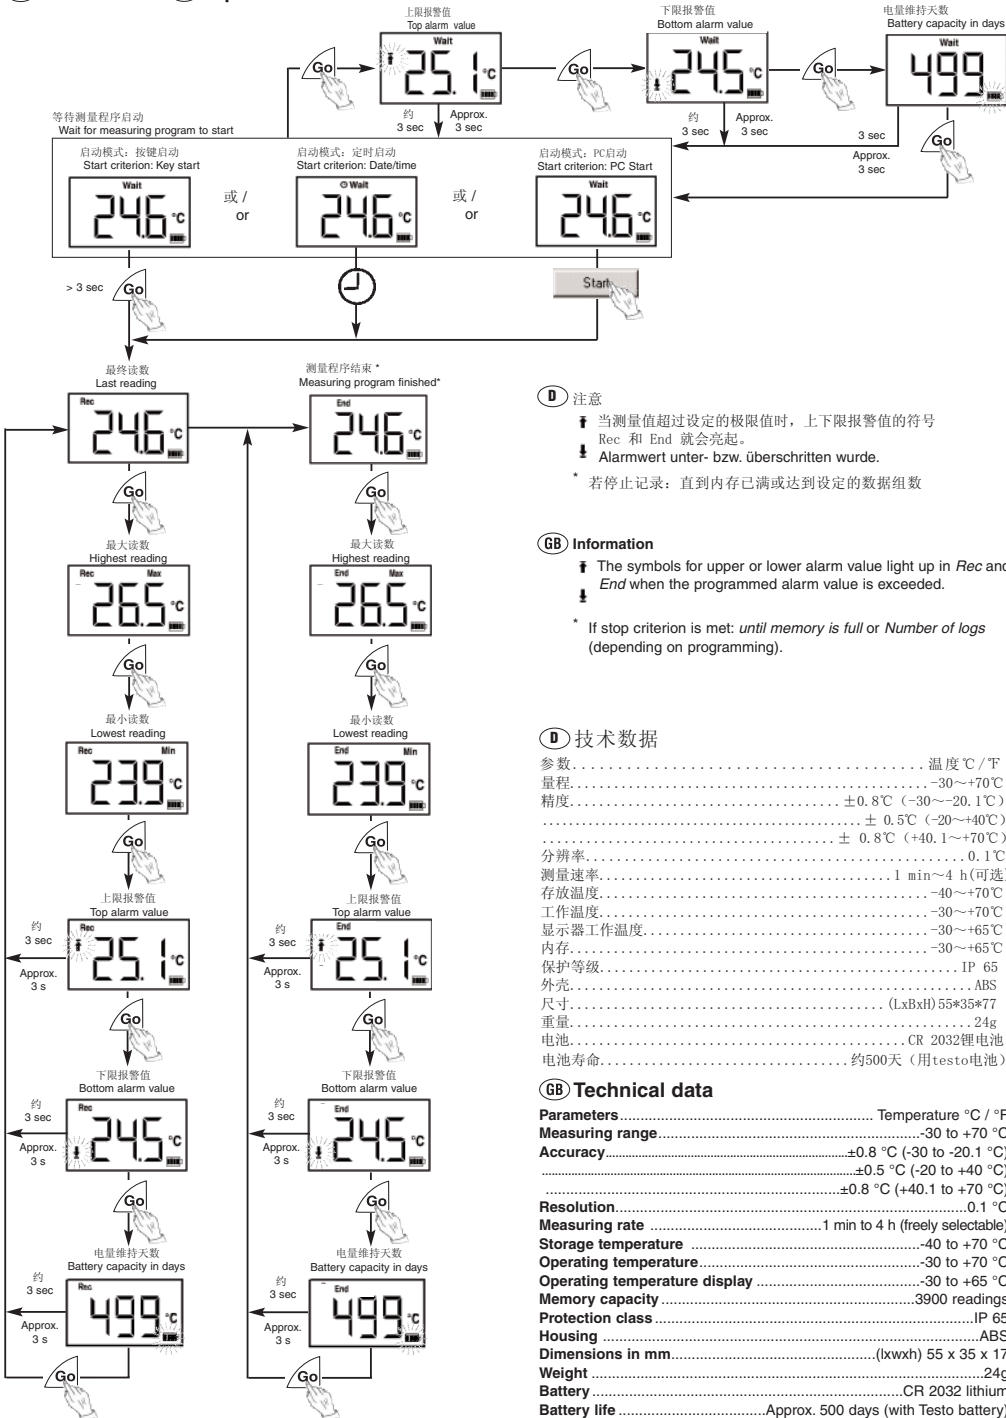 上限报警值
Top alarm value
Wait
25.1 °C
Go
约 Approx.
3 sec 3 sec
下限报警值
Bottom alarm value
Wait
24.5 °C
Go
约 Approx.
3 sec 3 sec
电量维持天数
Battery capacity in days
Wait
499
Go
3 sec
Approx.
3 sec
Go
等待测量程序启动
Wait for measuring program to start
启动模式: 按键启动
Start criterion: Key start
Wait
24.6 °C
或 /
or
启动模式: 定时启动
Start criterion: Date/time
Wait
24.6 °C
或 /
or
启动模式: PC启动
Start criterion: PC Start
Wait
24.6 °C
> 3 sec
Go
Start
最终读数
Last reading
Rec
24.6 °C
Go
最大读数
Highest reading
Rec Max
26.5 °C
Go
最小读数
Lowest reading
Rec Min
23.9 °C
Go
上限报警值
Top alarm value
Rec
25.1 °C
约
3 sec
Approx.
3 s
Go
下限报警值
Bottom alarm value
Rec
24.5 °C
约
3 sec
Approx.
3 s
Go
电量维持天数
Battery capacity in days
Rec
499 °C
约
3 sec
Approx.
3 s
Go
测量程序结束 *
Measuring program finished*
End
24.6 °C
Go
最大读数
Highest reading
End Max
26.5 °C
Go
最小读数
Lowest reading
End Min
23.9 °C
Go
上限报警值
Top alarm value
End
25.1 °C
约
3 sec
Approx.
3 s
Go
下限报警值
Bottom alarm value
End
24.5 °C
约
3 sec
Approx.
3 s
Go
电量维持天数
Battery capacity in days
End
499 °C
约
3 sec
Approx.
3 s
Go
D 注意
当测量值超过设定的极限值时，上下限报警值的符号
Rec 和 End 就会亮起。
Alarmwert unter- bzw. überschritten wurde.
* 若停止记录: 直到内存已满或达到设定的数据组数
GB Information
The symbols for upper or lower alarm value light up in Rec and
End when the programmed alarm value is exceeded.
* If stop criterion is met: until memory is full or Number of logs
(depending on programming).
D 技术数据
参数........温度℃/℉
量程........-30～+70℃
精度........±0.8℃ (-30～-20.1℃)
........± 0.5℃ (-20～+40℃)
........± 0.8℃ (+40.1～+70℃)
分辨率........0.1℃
测量速率........1 min～4 h(可选
存放温度........-40～+70℃
工作温度........-30～+70℃
显示器工作温度........-30～+65℃
内存........-30～+65℃
保护等级........IP 65
外壳........ABS
尺寸........(LxBxH)55*35*77
重量........24g
电池........CR 2032锂电池
电池寿命........约500天（用testo电池）
GB Technical data
Parameters........Temperature °C / °F
Measuring range........-30 to +70 °C
Accuracy........±0.8 °C (-30 to -20.1 °C)
........±0.5 °C (-20 to +40 °C)
........±0.8 °C (+40.1 to +70 °C)
Resolution........0.1 °C
Measuring rate ........1 min to 4 h (freely selectable)
Storage temperature ........-40 to +70 °C
Operating temperature........-30 to +70 °C
Operating temperature display ........-30 to +65 °C
Memory capacity ........3900 readings
Protection class ........IP 65
Housing ........ABS
Dimensions in mm........(lxwxh) 55 x 35 x 17
Weight ........24g
Battery ........CR 2032 lithium
Battery life ........Approx. 500 days (with Testo battery)